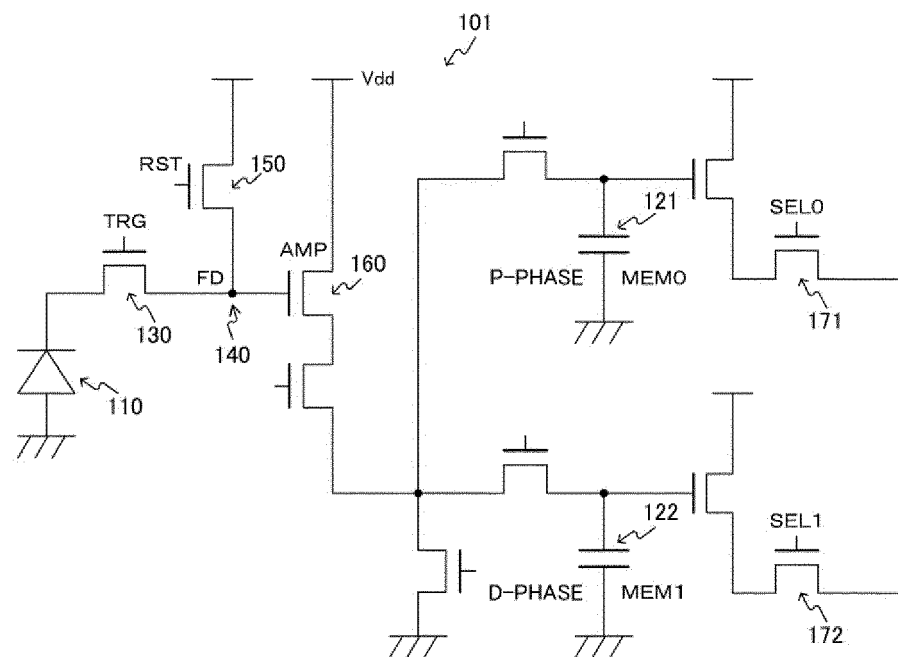 101
Vdd
RST
150
TRG
AMP
160
FD
130
140
110
121
P-PHASE
MEM0
SEL0
171
122
D-PHASE
MEM1
SEL1
172